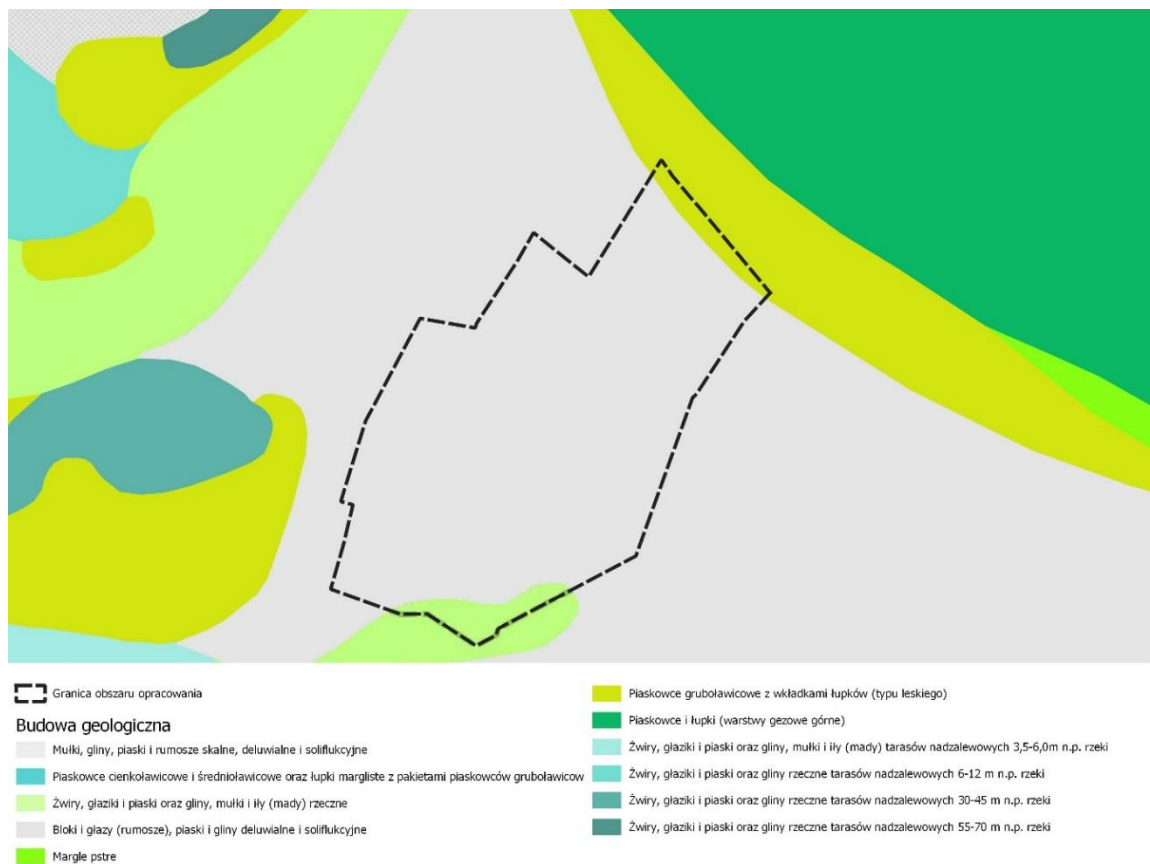 Granica obszaru opracowania
Budowa geologiczna
Mułki, gliny, piaski i rumosze skalne, deluwialne i soliflukcyjne
Piaskowce cienkoławicowe i średnioławicowe oraz łupki margliste z pakietami piaskowców gruboławicow
Żwiry, głaziki i piaski oraz gliny, mułki i iły (mady) rzeczne
Bloki i głazy (rumosze), piaski i gliny deluwialne i soliflukcyjne
Margle pstre
Piaskowce gruboławicowe z wkładkami łupków (typu leskiego)
Piaskowce i łupki (warstwy gezowe górne)
Żwiry, głaziki i piaski oraz gliny, mułki i iły (mady) tarasów nadzalewowych 3,5-6,0m n.p. rzeki
Żwiry, głaziki i piaski oraz gliny rzeczne tarasów nadzalewowych 6-12 m n.p. rzeki
Żwiry, głaziki i piaski oraz gliny rzeczne tarasów nadzalewowych 30-45 m n.p. rzeki
Żwiry, głaziki i piaski oraz gliny rzeczne tarasów nadzalewowych 55-70 m n.p. rzeki